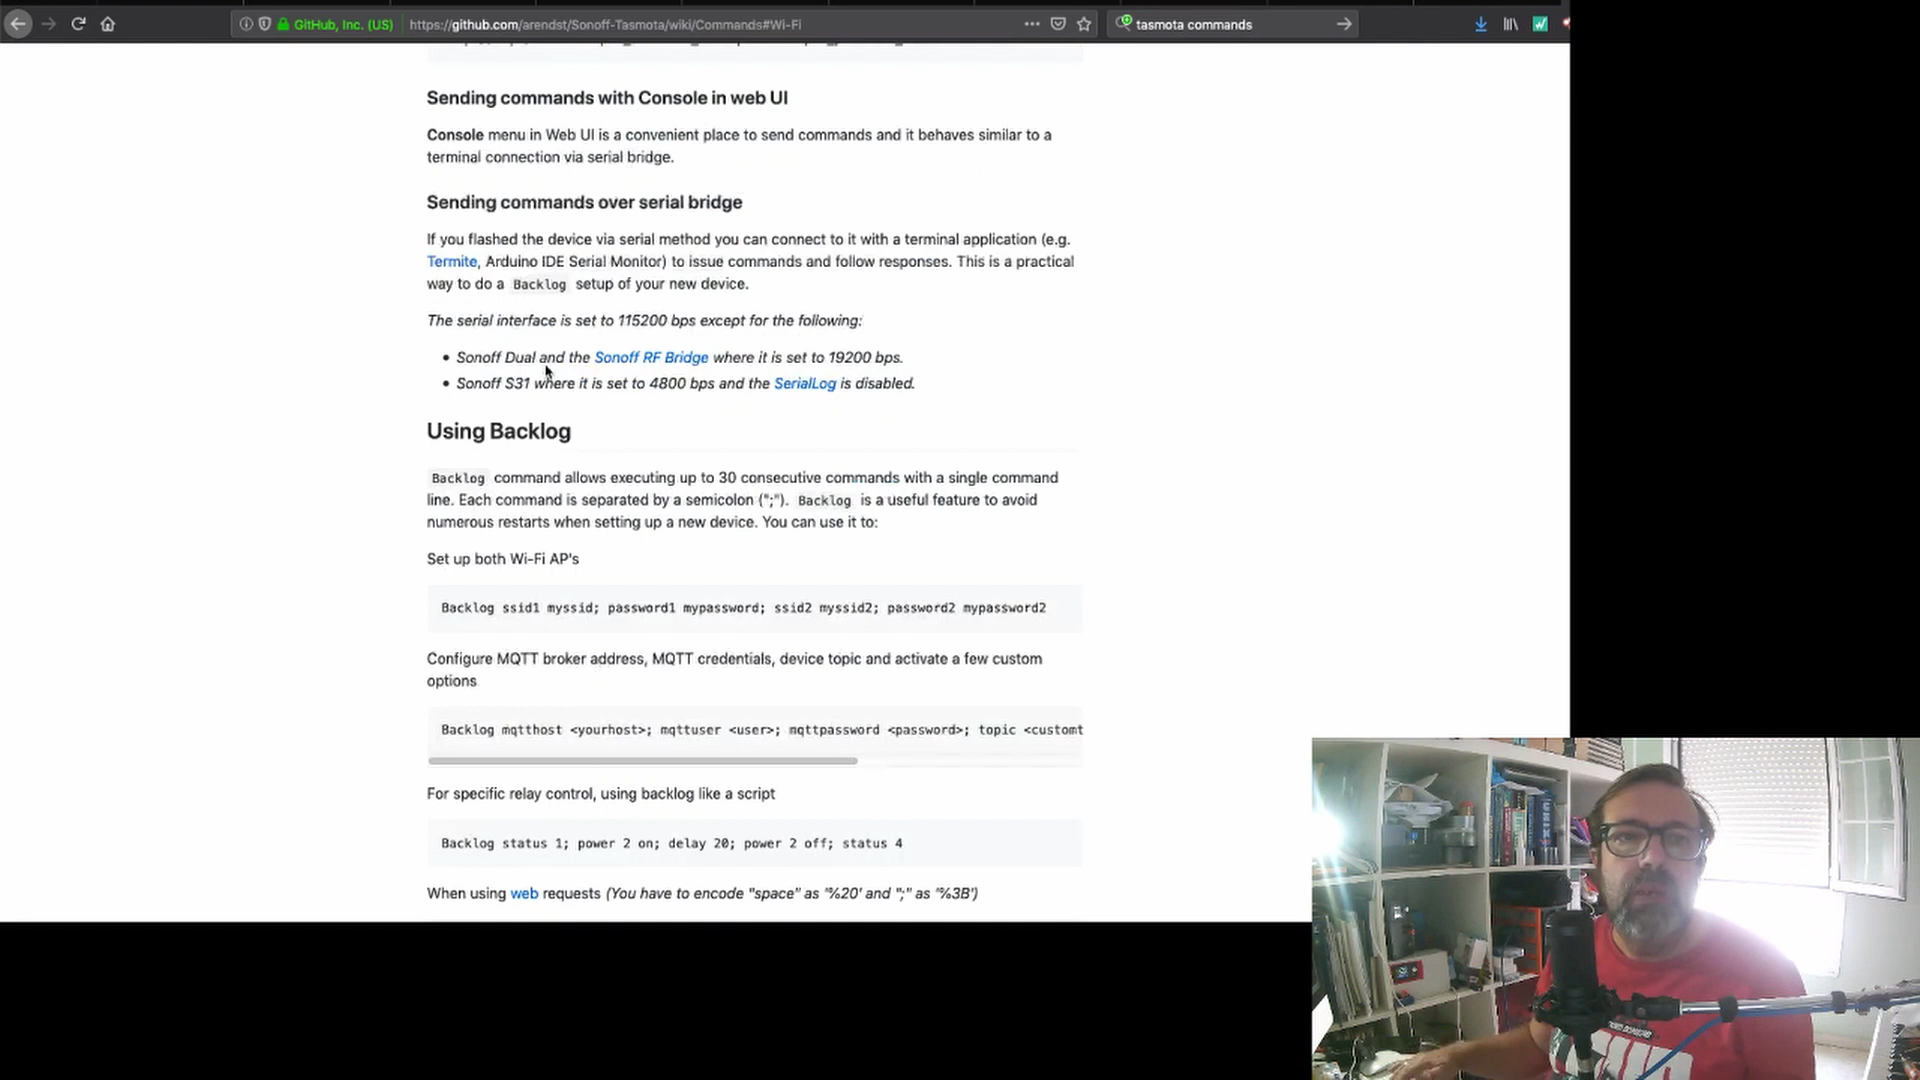 GitHub, Inc. (US)
https://github.com/arendst/Sonoff-Tasmota/wiki/Commands#Wi-Fi
tasmota commands
Sending commands with Console in web UI
Console menu in Web UI is a convenient place to send commands and it behaves similar to a
terminal connection via serial bridge.
Sending commands over serial bridge
If you flashed the device via serial method you can connect to it with a terminal application (e.g.
Termite, Arduino IDE Serial Monitor) to issue commands and follow responses. This is a practical
way to do a Backlog setup of your new device.
The serial interface is set to 115200 bps except for the following:
• Sonoff Dual and the Sonoff RF Bridge where it is set to 19200 bps.
• Sonoff S31 where it is set to 4800 bps and the SerialLog is disabled.
Using Backlog
Backlog command allows executing up to 30 consecutive commands with a single command
line. Each command is separated by a semicolon (";"). Backlog is a useful feature to avoid
numerous restarts when setting up a new device. You can use it to:
Set up both Wi-Fi AP's
Backlog ssid1 myssid; password1 mypassword; ssid2 myssid2; password2 mypassword2
Configure MQTT broker address, MQTT credentials, device topic and activate a few custom
options
Backlog mqtthost <yourhost>; mqttuser <user>; mqttpassword <password>; topic <customt
For specific relay control, using backlog like a script
Backlog status 1; power 2 on; delay 20; power 2 off; status 4
When using web requests (You have to encode "space" as '%20' and ";" as '%3B')